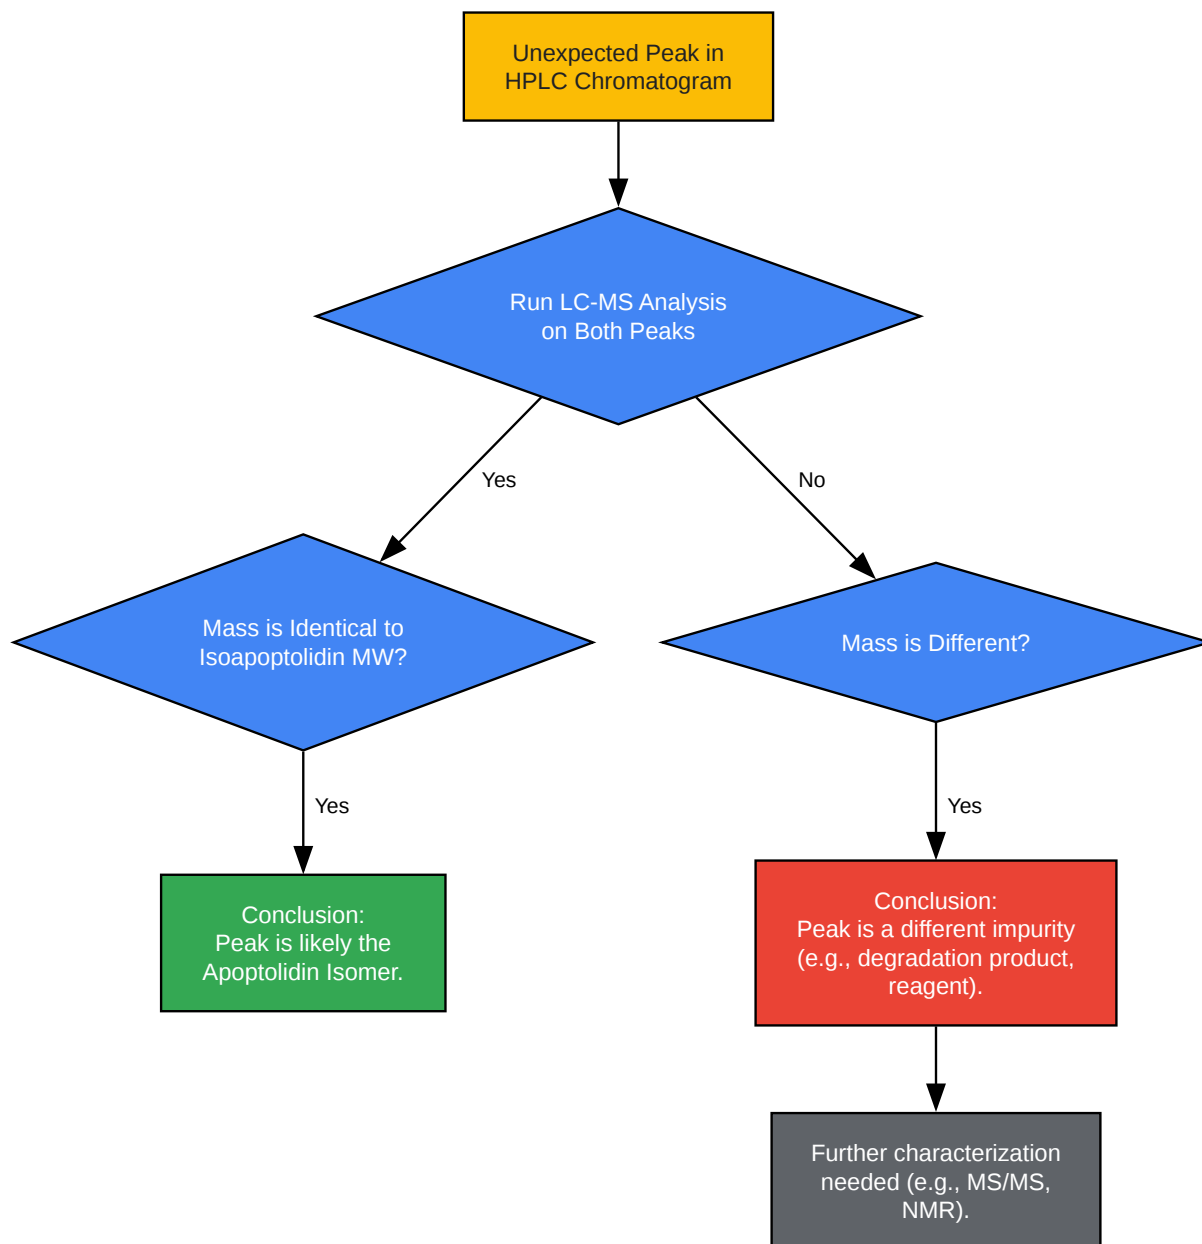 Unexpected Peak in
HPLC Chromatogram
Run LC-MS Analysis
on Both Peaks
Yes
No
Mass is Identical to
Isoapoptolidin MW?
Mass is Different?
Yes
Yes
Conclusion:
Peak is likely the
Apoptolidin Isomer.
Conclusion:
Peak is a different impurity
(e.g., degradation product,
reagent).
Further characterization
needed (e.g., MS/MS,
NMR).